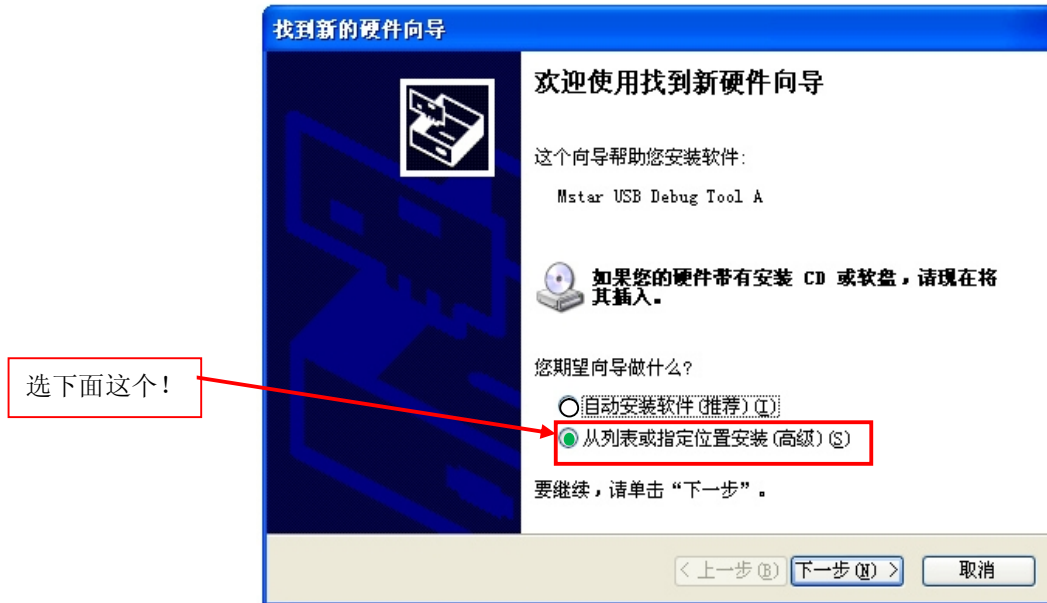 找到新的硬件向导
欢迎使用找到新硬件向导
这个向导帮助您安装软件:
Mstar USB Debug Tool A
如果您的硬件带有安装 CD 或软盘，请现在将
其插入。
您期望向导做什么?
选下面这个！
自动安装软件(推荐)(I)
从列表或指定位置安装(高级)(S)
要继续，请单击“下一步”。
< 上一步(B)
下一步(N) >
取消